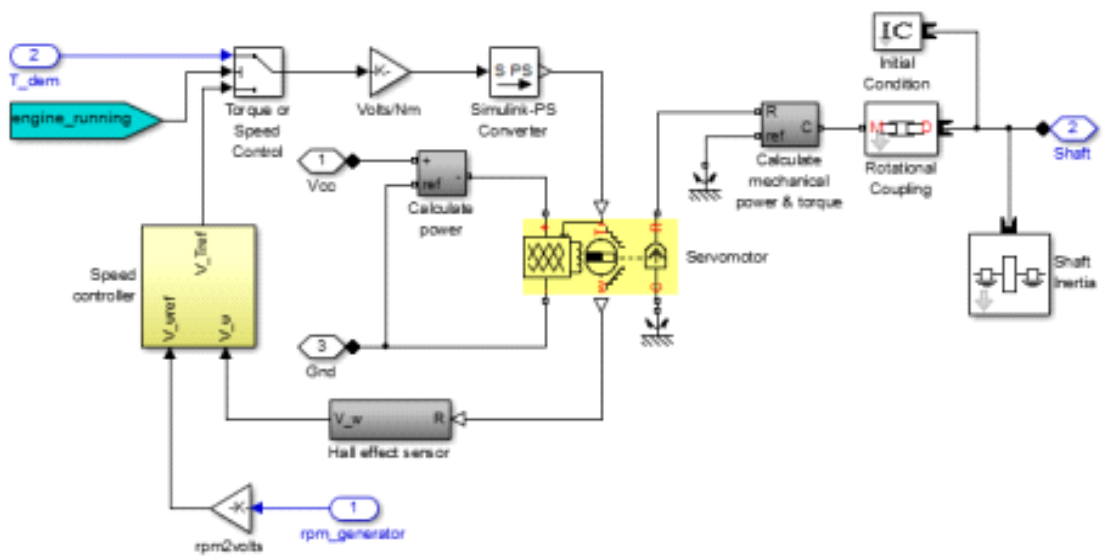 2
T_dem
engine_running
Torque or
Speed
Control
-K-
Volts/Nm
S PS
Simulink-PS
Converter
IC
Initial
Condition
R
ref
C
Calculate
mechanical
power & torque
M
Rotational
Coupling
2
Shaft
1
Vcc
+
ref
-
Calculate
power
Servomotor
Shaft
Inertia
Speed
controller
V_Tref
V_wref
V_w
3
Gnd
V_w
R
Hall effect sensor
-K-
rpm2volts
1
rpm_generator